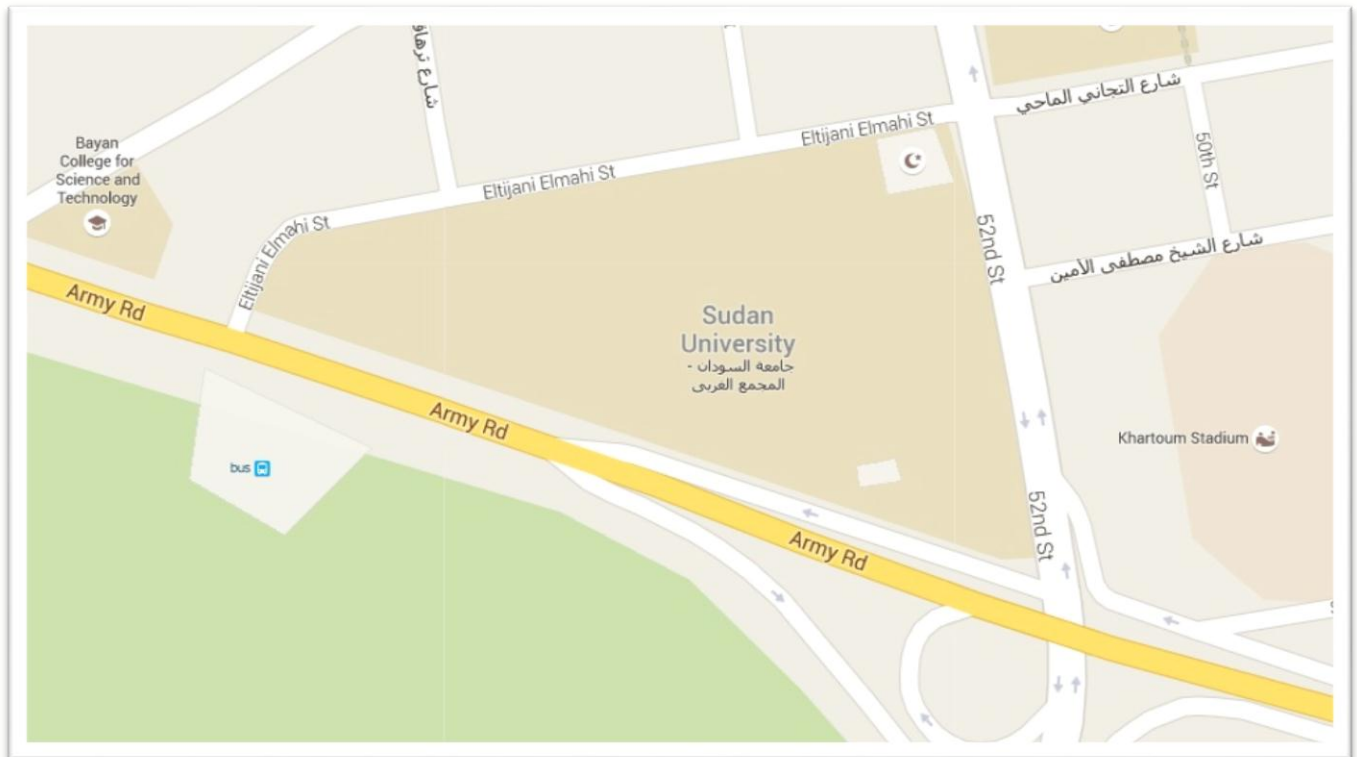 شارع ترهاق
شارع التجاني الماحي
Eltijani Elmahi St
50th St
Bayan
College for
Science and
Technology
Eltijani Elmahi St
Eltijani Elmahi St
52nd St
شارع الشيخ مصطفى الأمين
Army Rd
Sudan
University
جامعة السودان -
المجمع الغربى
Army Rd
Khartoum Stadium
bus
52nd St
Army Rd